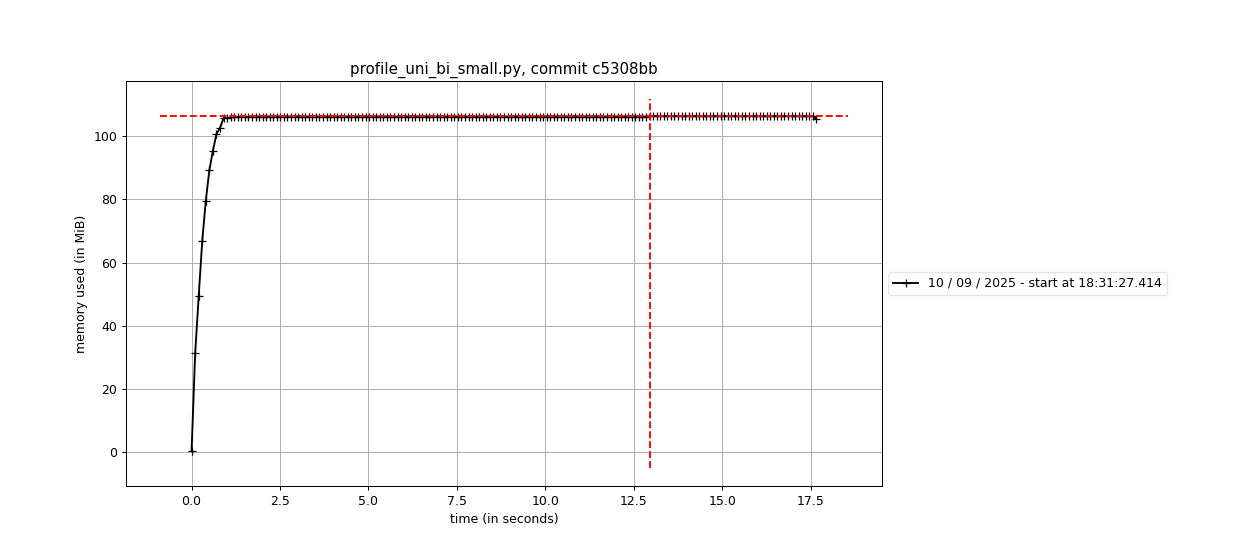 profile_uni_bi_small.py, commit c5308bb
100
80
60
40
20
0
memory used (in MiB)
0.0 2.5 5.0 7.5 10.0 12.5 15.0 17.5
time (in seconds)
10 / 09 / 2025 - start at 18:31:27.414